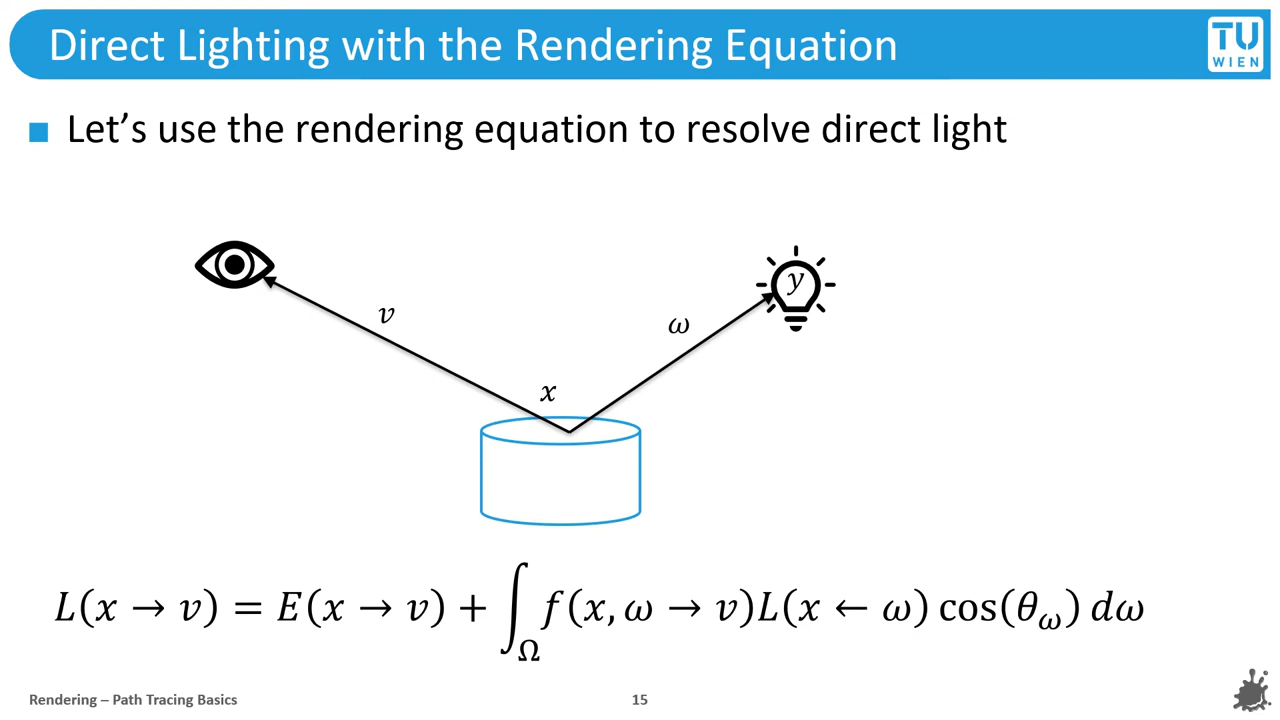 Direct Lighting with the Rendering Equation
TU
WIEN
Let’s use the rendering equation to resolve direct light
y
v
ω
x
L(x → v) = E(x → v) + ∫_Ω f(x, ω → v)L(x ← ω) cos(θ_ω) dω
Rendering – Path Tracing Basics
15